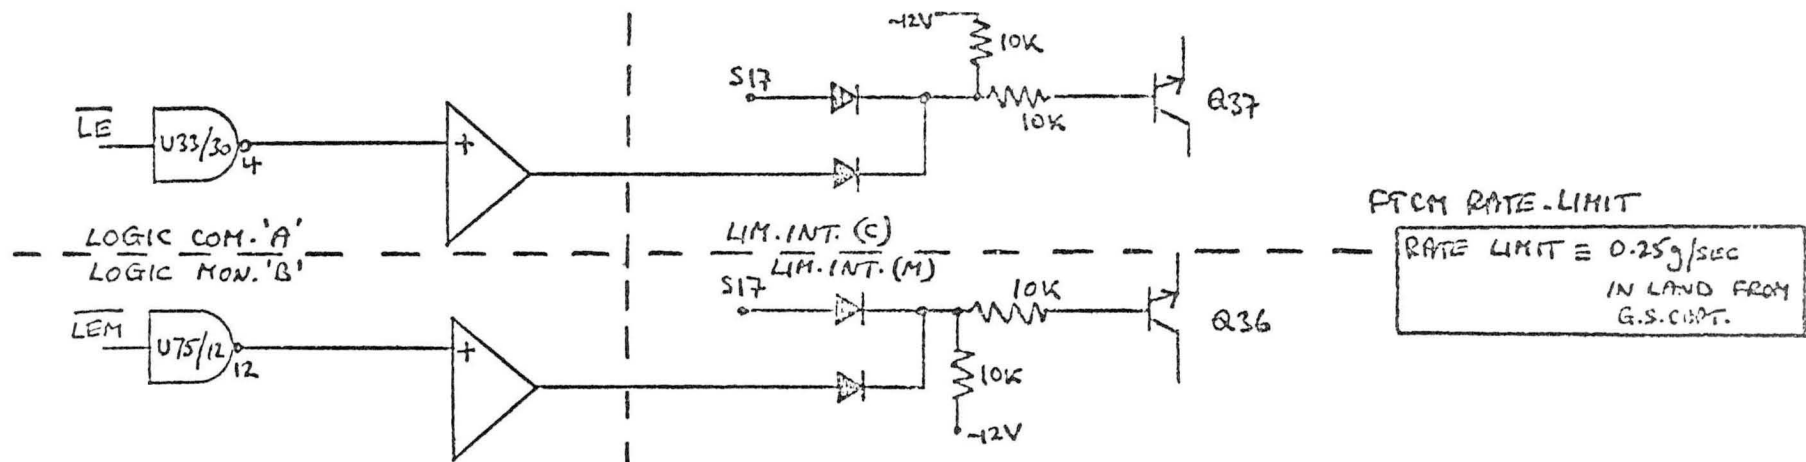 -12V
10K
S17
LE
U33/30
4
+
10K
Q37
LOGIC COM.'A'
LIM.INT.(C)
FTCM RATE-LIMIT
LOGIC MON.'B'
LIM.INT.(M)
RATE LIMIT ≡ 0.25g/SEC
IN LAND FROM
G.S.CAPT.
S17
10K
LEM
U75/12
12
+
Q36
10K
-12V